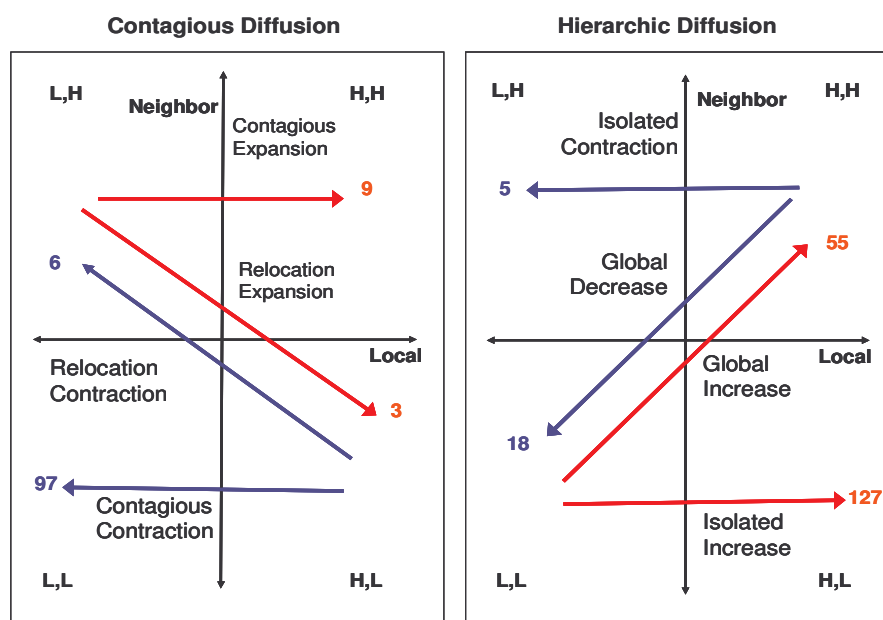 Contagious Diffusion
L,H
Neighbor
H,H
Contagious
Expansion
9
6
Relocation
Expansion
Local
Relocation
Contraction
3
97
Contagious
Contraction
L,L
H,L
Hierarchic Diffusion
L,H
Neighbor
H,H
Isolated
Contraction
5
55
Global
Decrease
Local
Global
Increase
18
127
Isolated
Increase
L,L
H,L